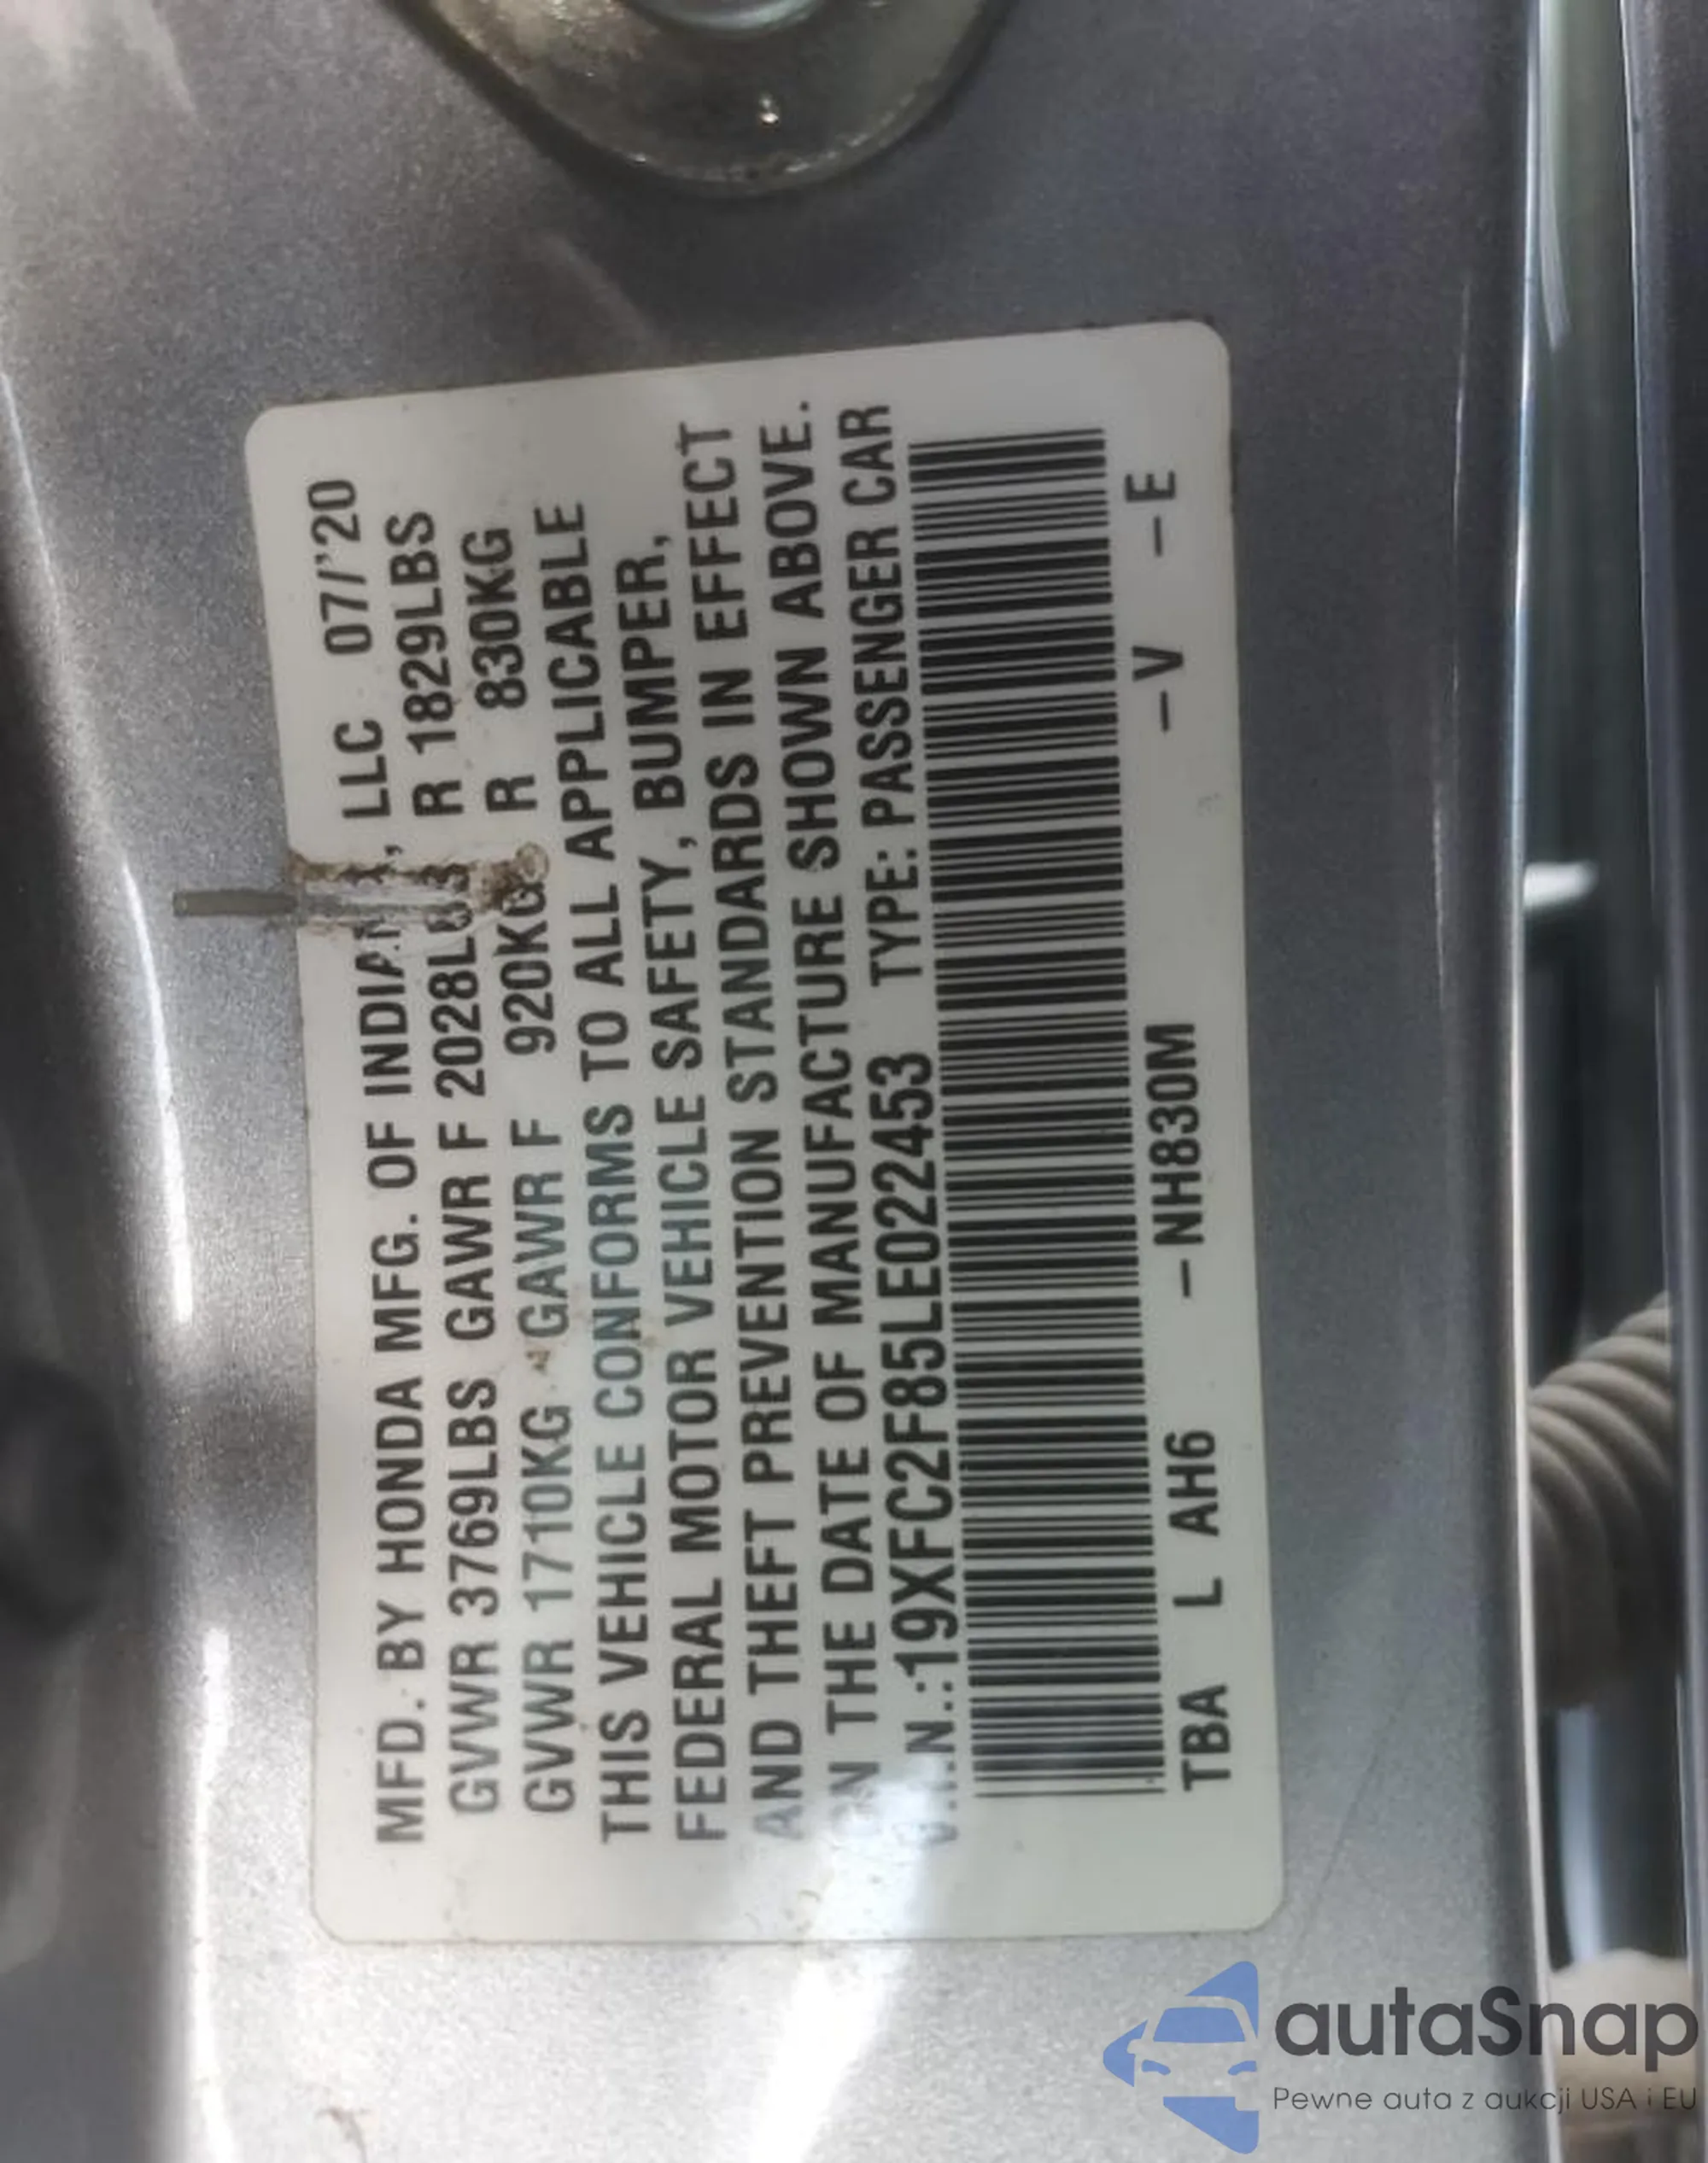 MFD. BY HONDA MFG. OF INDIANA, LLC 07/'20
GVWR 3769LBS GAWR F 2028LBS R 1829LBS
GVWR 1710KG GAWR F 920KG R 830KG
THIS VEHICLE CONFORMS TO ALL APPLICABLE
FEDERAL MOTOR VEHICLE SAFETY, BUMPER,
AND THEFT PREVENTION STANDARDS IN EFFECT
ON THE DATE OF MANUFACTURE SHOWN ABOVE.
V.I.N.:19XFC2F85LE022453 TYPE: PASSENGER CAR
TBA L AH6 –NH830M –V –E
autaSnap
Pewne auta z aukcji USA i EU